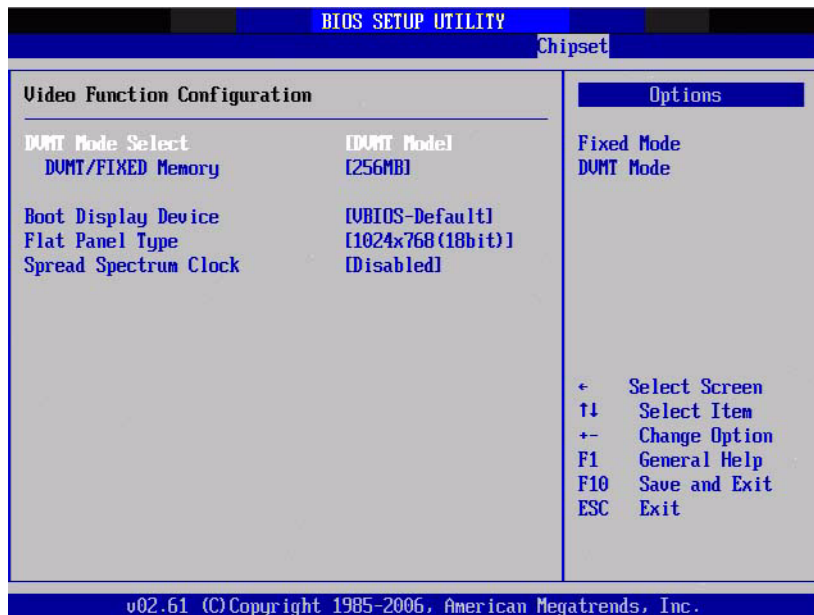 BIOS SETUP UTILITY
Chipset
Video Function Configuration
DVMT Mode Select [DVMT Mode]
DVMT/FIXED Memory [256MB]
Boot Display Device [VBIOS-Default]
Flat Panel Type [1024x768(18bit)]
Spread Spectrum Clock [Disabled]
Options
Fixed Mode
DVMT Mode
← Select Screen
↑↓ Select Item
+- Change Option
F1 General Help
F10 Save and Exit
ESC Exit
v02.61 (C)Copyright 1985-2006, American Megatrends, Inc.